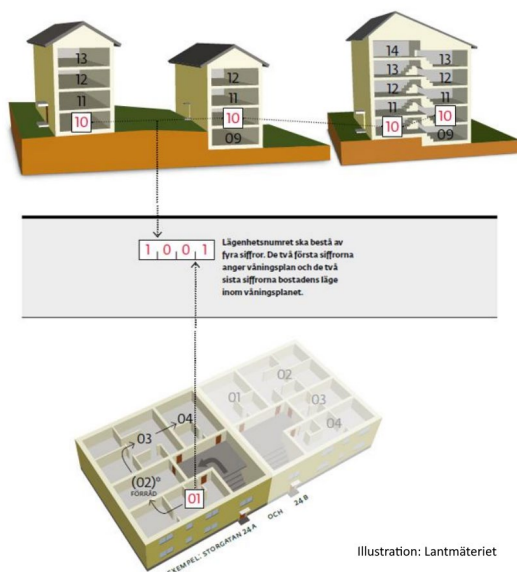 13
12
11
10
12
11
10
09
14
13
12
11
10
13
12
11
10
09
1 0 0 1
Lägenhetsnumret ska bestå av
fyra siffror. De två första siffrorna
anger våningsplan och de två
sista siffrorna bostadens läge
inom våningsplanet.
01
02
03
04
04
03
(02)°
FÖRRÅD
01
EXEMPEL: STORGATAN 24 A OCH 24 B
Illustration: Lantmäteriet